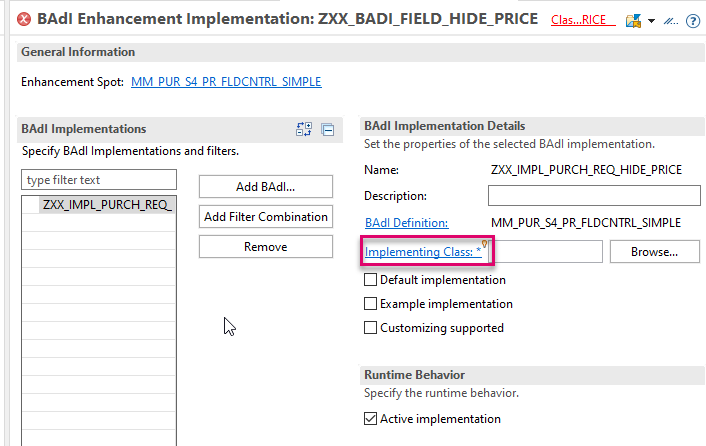 BAdI Enhancement Implementation: ZXX_BADI_FIELD_HIDE_PRICE Clas...RICE
General Information
Enhancement Spot: MM_PUR_S4_PR_FLDCNTRL_SIMPLE
BAdI Implementations
Specify BAdI Implementations and filters.
type filter text
ZXX_IMPL_PURCH_REQ_
Add BAdI...
Add Filter Combination
Remove
BAdI Implementation Details
Set the properties of the selected BAdI implementation.
Name: ZXX_IMPL_PURCH_REQ_HIDE_PRICE
Description:
BAdI Definition: MM_PUR_S4_PR_FLDCNTRL_SIMPLE
Implementing Class: * Browse...
Default implementation
Example implementation
Customizing supported
Runtime Behavior
Specify the runtime behavior.
Active implementation